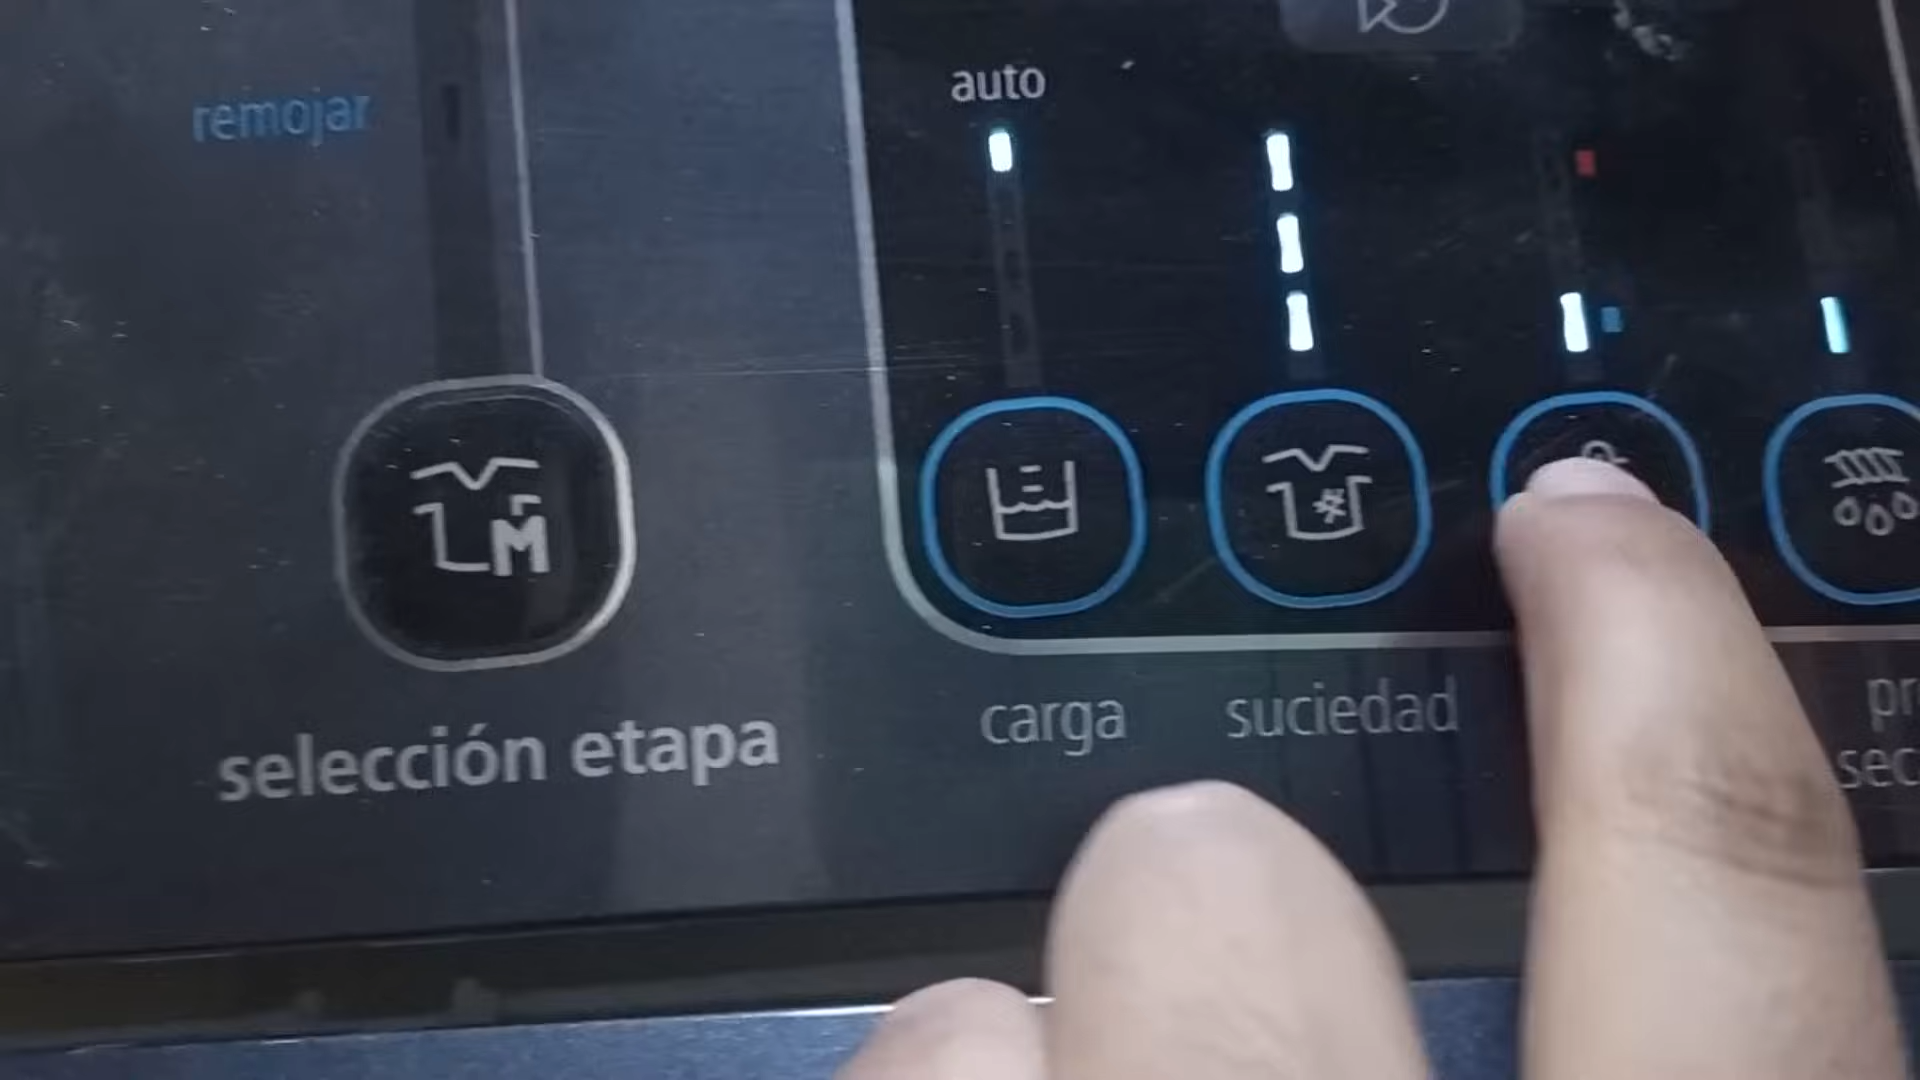 auto
remojar
carga
suciedad
selección etapa